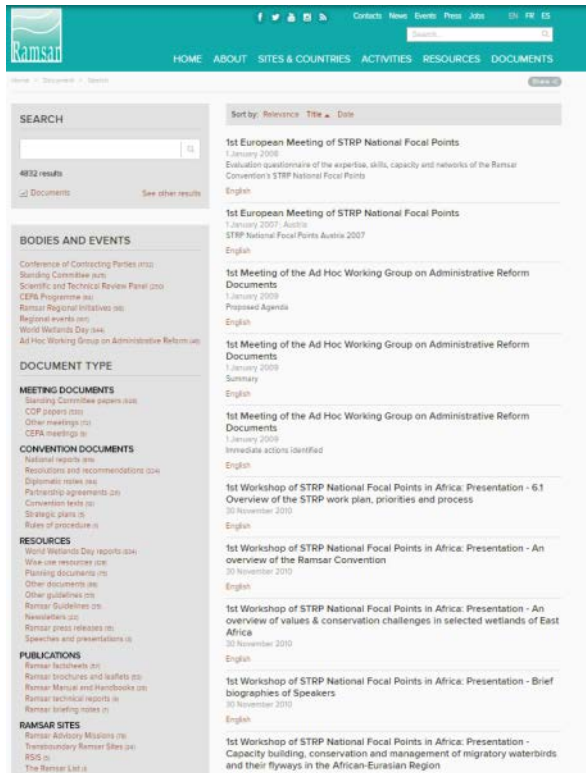 Contacts News Events Press Jobs EN FR ES
Search...
Ramsar
HOME ABOUT SITES & COUNTRIES ACTIVITIES RESOURCES DOCUMENTS
Home > Document > Search
Share
SEARCH
4832 results
Documents See other results
BODIES AND EVENTS
Conference of Contracting Parties
Standing Committee
Scientific and Technical Review Panel
CEPA Programme
Ramsar Regional Initiatives
Regional events
World Wetlands Day
Ad Hoc Working Group on Administrative Reform
DOCUMENT TYPE
MEETING DOCUMENTS
Standing Committee papers
COP papers
Other meetings
CEPA meetings
CONVENTION DOCUMENTS
National reports
Resolutions and recommendations
Diplomatic notes
Partnership agreements
Convention texts
Strategic plans
Rules of procedure
RESOURCES
World Wetlands Day reports
Wise use resources
Planning documents
Other documents
Other guidelines
Ramsar Guidelines
Newsletters
Ramsar press releases
Speeches and presentations
PUBLICATIONS
Ramsar factsheets
Ramsar brochures and leaflets
Ramsar Manual and Handbooks
Ramsar technical reports
Ramsar briefing notes
RAMSAR SITES
Ramsar Advisory Missions
Transboundary Ramsar Sites
RSIS
The Ramsar List
Sort by: Relevance Title Date
1st European Meeting of STRP National Focal Points
1 January 2008
Evaluation questionnaire of the expertise, skills, capacity and networks of the Ramsar
Convention's STRP National Focal Points
English
1st European Meeting of STRP National Focal Points
1 January 2007; Austria
STRP National Focal Points Austria 2007
English
1st Meeting of the Ad Hoc Working Group on Administrative Reform
Documents
1 January 2009
Proposed Agenda
English
1st Meeting of the Ad Hoc Working Group on Administrative Reform
Documents
1 January 2009
Summary
English
1st Meeting of the Ad Hoc Working Group on Administrative Reform
Documents
1 January 2009
Immediate actions identified
English
1st Workshop of STRP National Focal Points in Africa: Presentation - 6.1
Overview of the STRP work plan, priorities and process
30 November 2010
English
1st Workshop of STRP National Focal Points in Africa: Presentation - An
overview of the Ramsar Convention
30 November 2010
English
1st Workshop of STRP National Focal Points in Africa: Presentation - An
overview of values & conservation challenges in selected wetlands of East
Africa
30 November 2010
English
1st Workshop of STRP National Focal Points in Africa: Presentation - Brief
biographies of Speakers
30 November 2010
English
1st Workshop of STRP National Focal Points in Africa: Presentation -
Capacity building, conservation and management of migratory waterbirds
and their flyways in the African-Eurasian Region